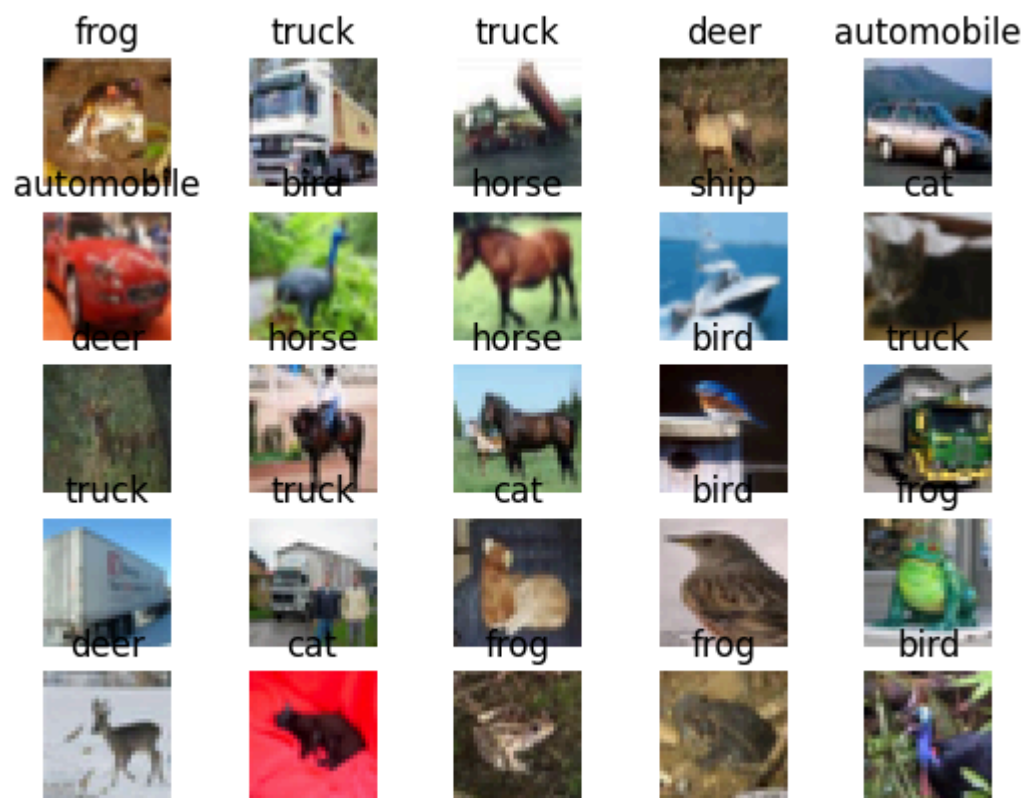 frog truck truck deer automobile
automobile bird horse ship cat
deer horse horse bird truck
truck truck cat bird frog
deer cat frog frog bird